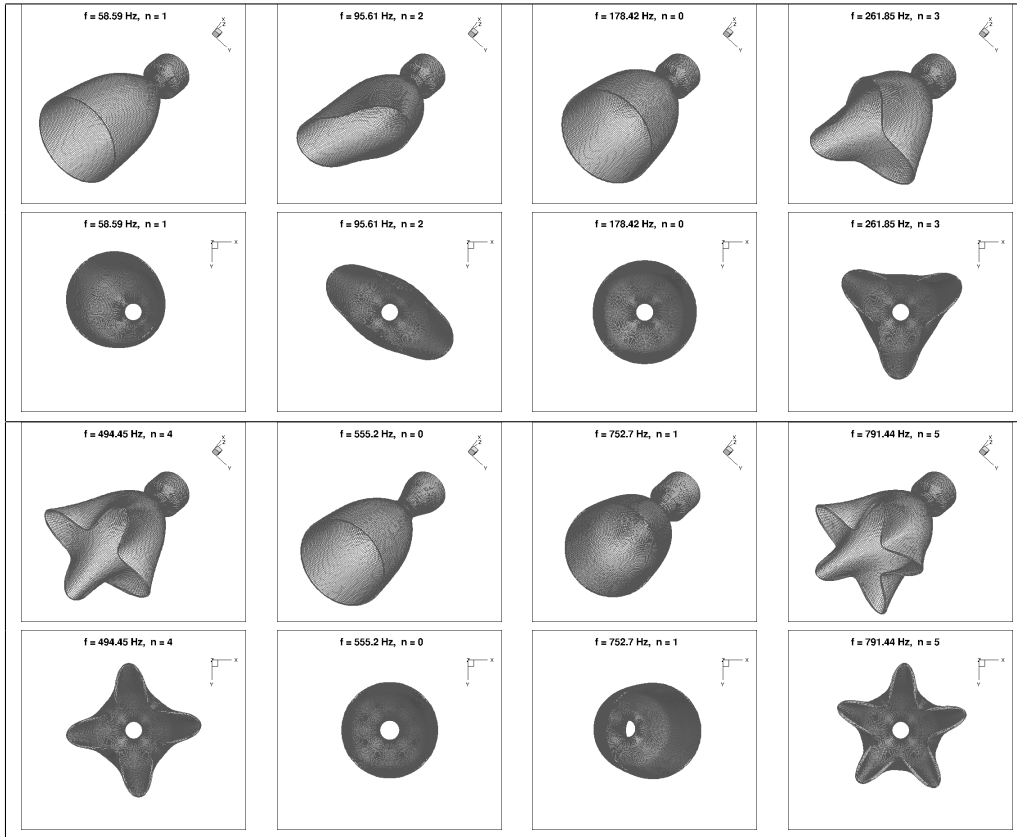 f = 58.59 Hz, n = 1
f = 95.61 Hz, n = 2
f = 178.42 Hz, n = 0
f = 261.85 Hz, n = 3
X
Z
Y
X
Z
Y
X
Z
Y
X
Z
Y
f = 58.59 Hz, n = 1
f = 95.61 Hz, n = 2
f = 178.42 Hz, n = 0
f = 261.85 Hz, n = 3
Z X
Y
Z X
Y
Z X
Y
Z X
Y
f = 494.45 Hz, n = 4
f = 555.2 Hz, n = 0
f = 752.7 Hz, n = 1
f = 791.44 Hz, n = 5
X
Z
Y
X
Z
Y
X
Z
Y
X
Z
Y
f = 494.45 Hz, n = 4
f = 555.2 Hz, n = 0
f = 752.7 Hz, n = 1
f = 791.44 Hz, n = 5
Z X
Y
Z X
Y
Z X
Y
Z X
Y